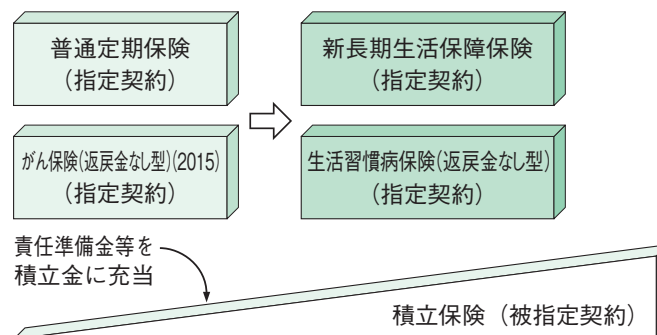 普通定期保険
(指定契約)
新長期生活保障保険
(指定契約)
がん保険(返戻金なし型)(2015)
(指定契約)
生活習慣病保険(返戻金なし型)
(指定契約)
責任準備金等を
積立金に充当
積立保険(被指定契約)